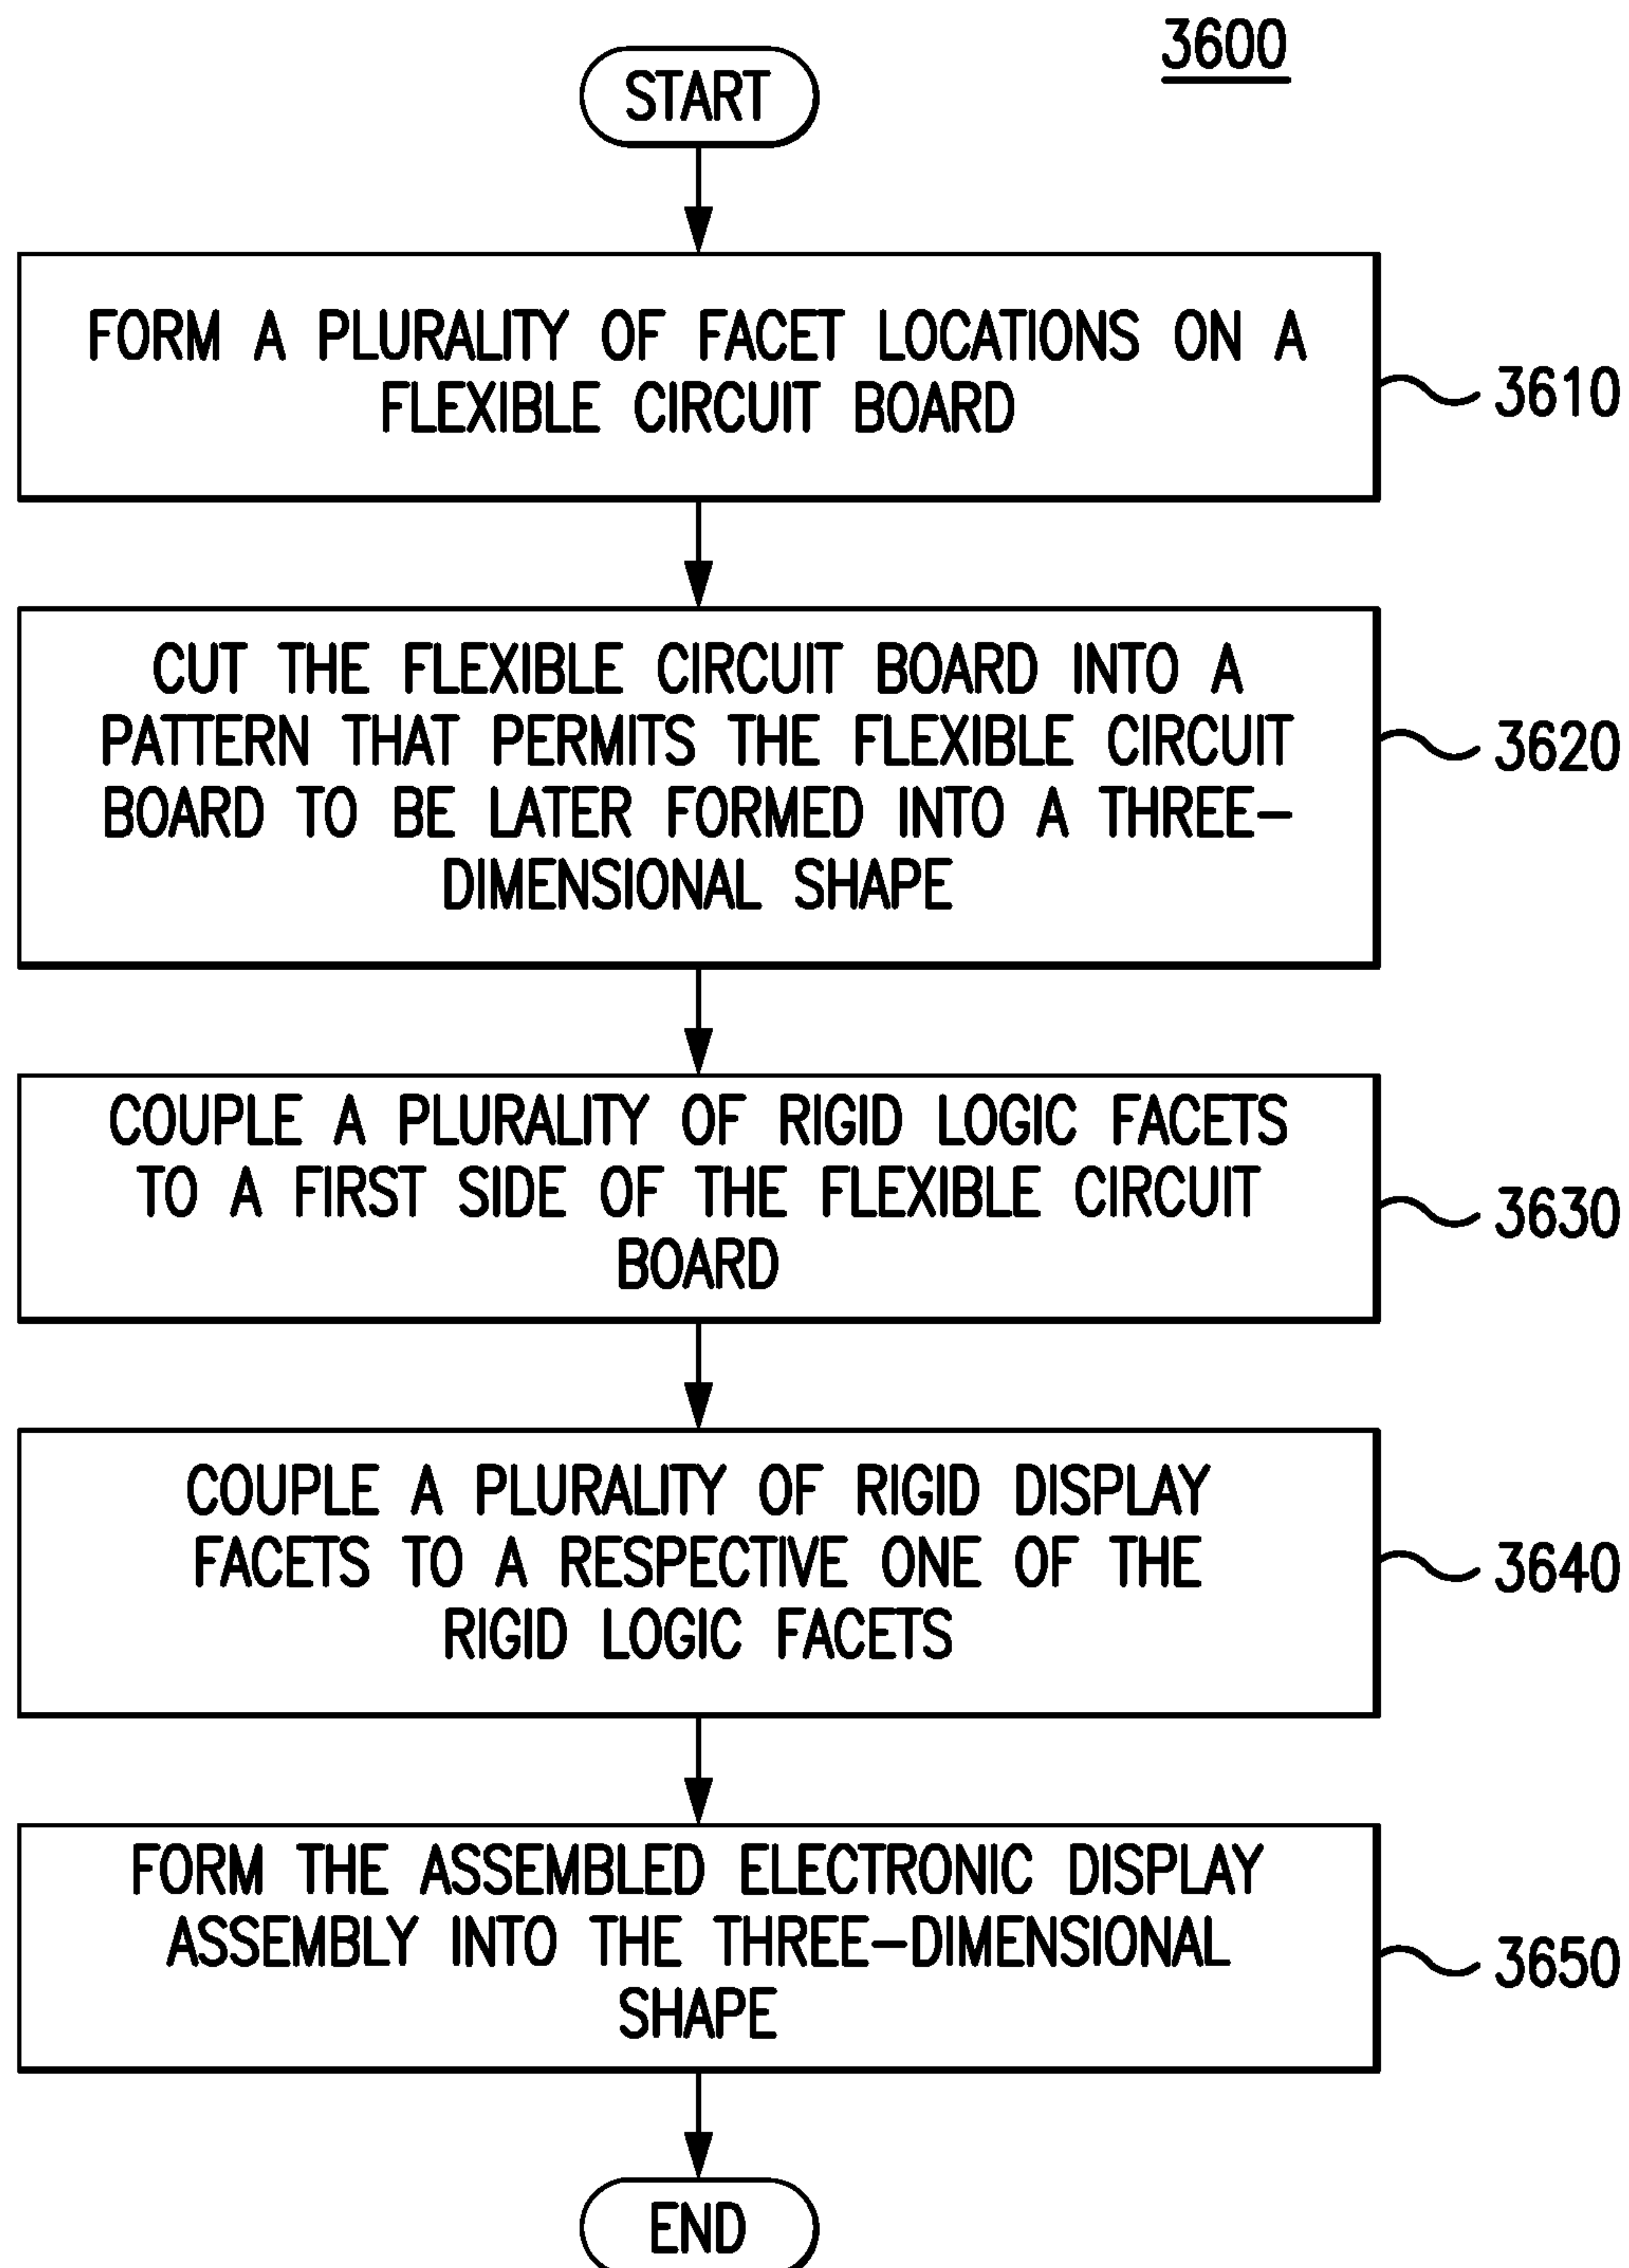 3600
START
FORM A PLURALITY OF FACET LOCATIONS ON A
FLEXIBLE CIRCUIT BOARD
3610
CUT THE FLEXIBLE CIRCUIT BOARD INTO A
PATTERN THAT PERMITS THE FLEXIBLE CIRCUIT
BOARD TO BE LATER FORMED INTO A THREE-
DIMENSIONAL SHAPE
3620
COUPLE A PLURALITY OF RIGID LOGIC FACETS
TO A FIRST SIDE OF THE FLEXIBLE CIRCUIT
BOARD
3630
COUPLE A PLURALITY OF RIGID DISPLAY
FACETS TO A RESPECTIVE ONE OF THE
RIGID LOGIC FACETS
3640
FORM THE ASSEMBLED ELECTRONIC DISPLAY
ASSEMBLY INTO THE THREE-DIMENSIONAL
SHAPE
3650
END